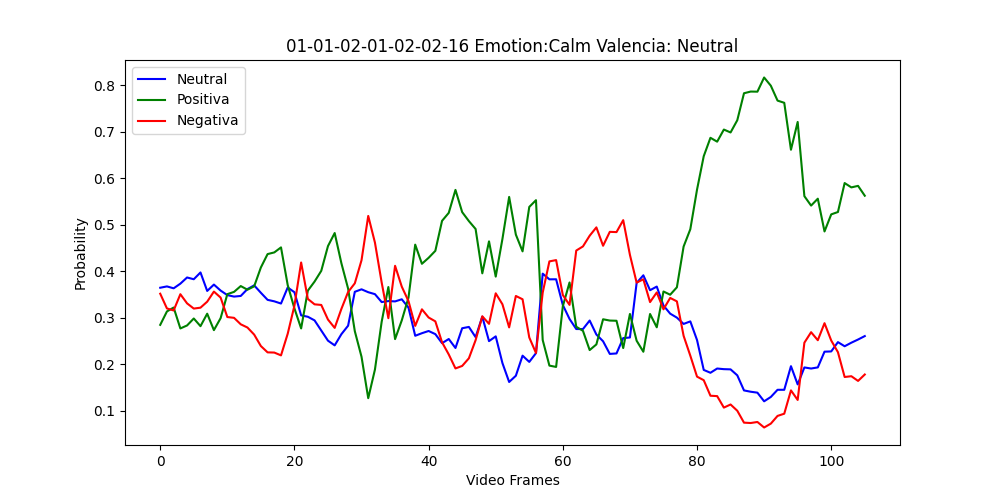 01-01-02-01-02-02-16 Emotion:Calm Valencia: Neutral
Neutral
Positiva
Negativa
Probability
0.8
0.7
0.6
0.5
0.4
0.3
0.2
0.1
0 20 40 60 80 100
Video Frames